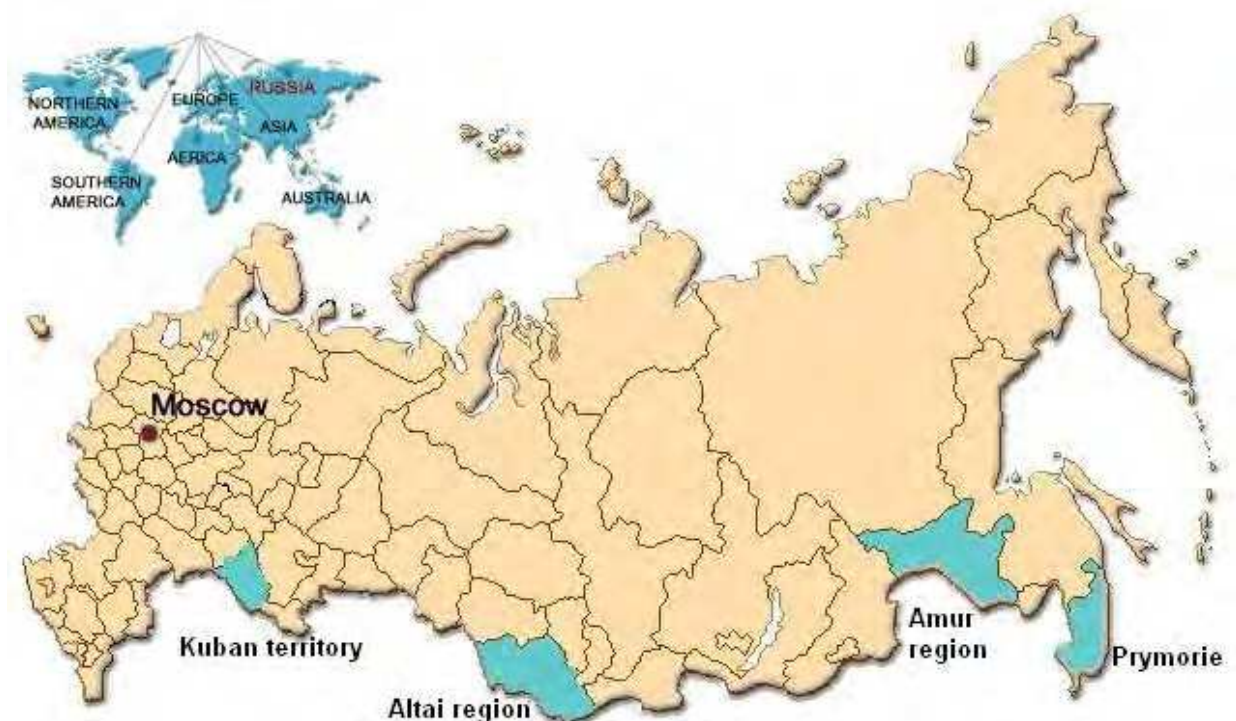 RUSSIA
EUROPE
NORTHERN
AMERICA
ASIA
AFRICA
SOUTHERN
AMERICA
AUSTRALIA
Moscow
Kuban territory
Altai region
Amur
region
Prymorie